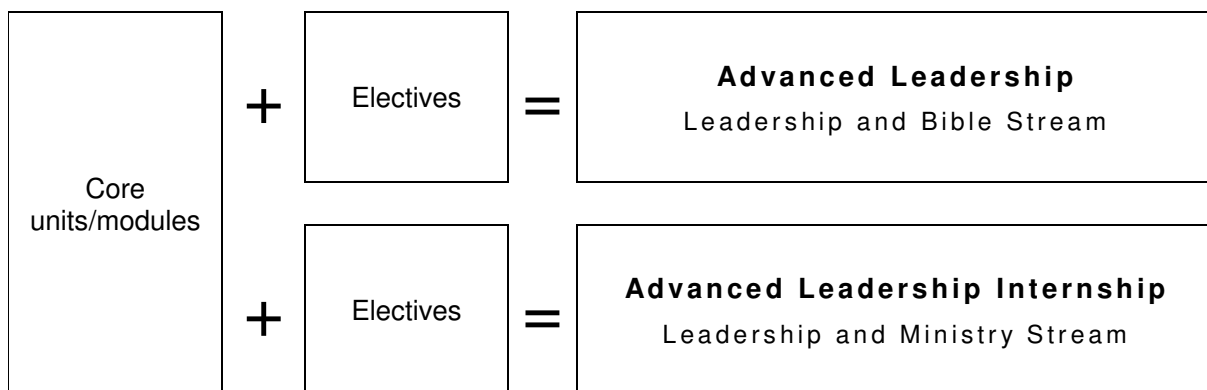 Core
units/modules
+
Electives
=
Advanced Leadership
Leadership and Bible Stream
+
Electives
=
Advanced Leadership Internship
Leadership and Ministry Stream